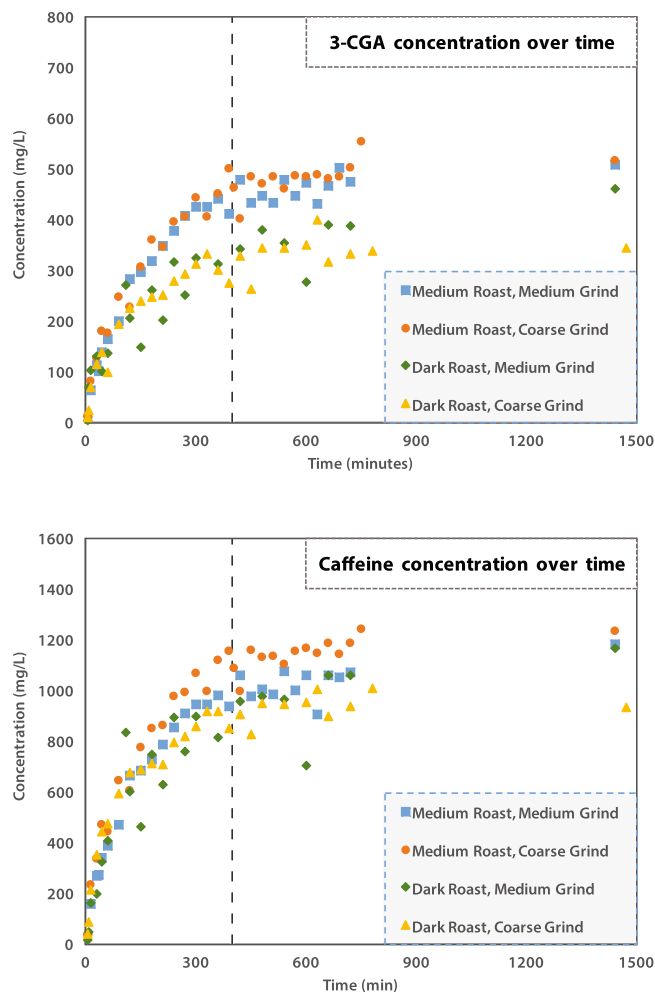 3-CGA concentration over time
800
700
600
500
400
300
200
100
0
Concentration (mg/L)
Medium Roast, Medium Grind
Medium Roast, Coarse Grind
Dark Roast, Medium Grind
Dark Roast, Coarse Grind
0 300 600 900 1200 1500
Time (minutes)
Caffeine concentration over time
1600
1400
1200
1000
800
600
400
200
0
Concentration (mg/L)
Medium Roast, Medium Grind
Medium Roast, Coarse Grind
Dark Roast, Medium Grind
Dark Roast, Coarse Grind
0 300 600 900 1200 1500
Time (min)